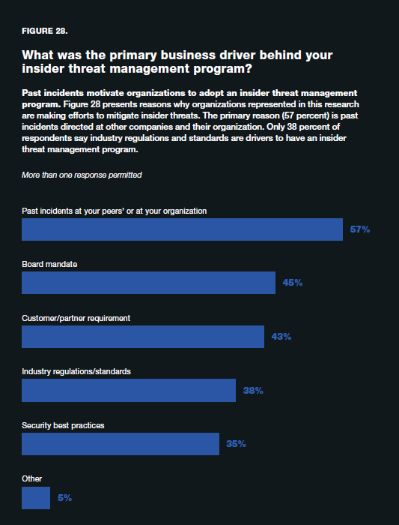 FIGURE 28.
What was the primary business driver behind your
insider threat management program?
Past incidents motivate organizations to adopt an insider threat management
program. Figure 28 presents reasons why organizations represented in this research
are making efforts to mitigate insider threats. The primary reason (57 percent) is past
incidents directed at other companies and their organization. Only 38 percent of
respondents say industry regulations and standards are drivers to have an insider
threat management program.
More than one response permitted
Past incidents at your peers' or at your organization
57%
Board mandate
45%
Customer/partner requirement
43%
Industry regulations/standards
38%
Security best practices
35%
Other
5%